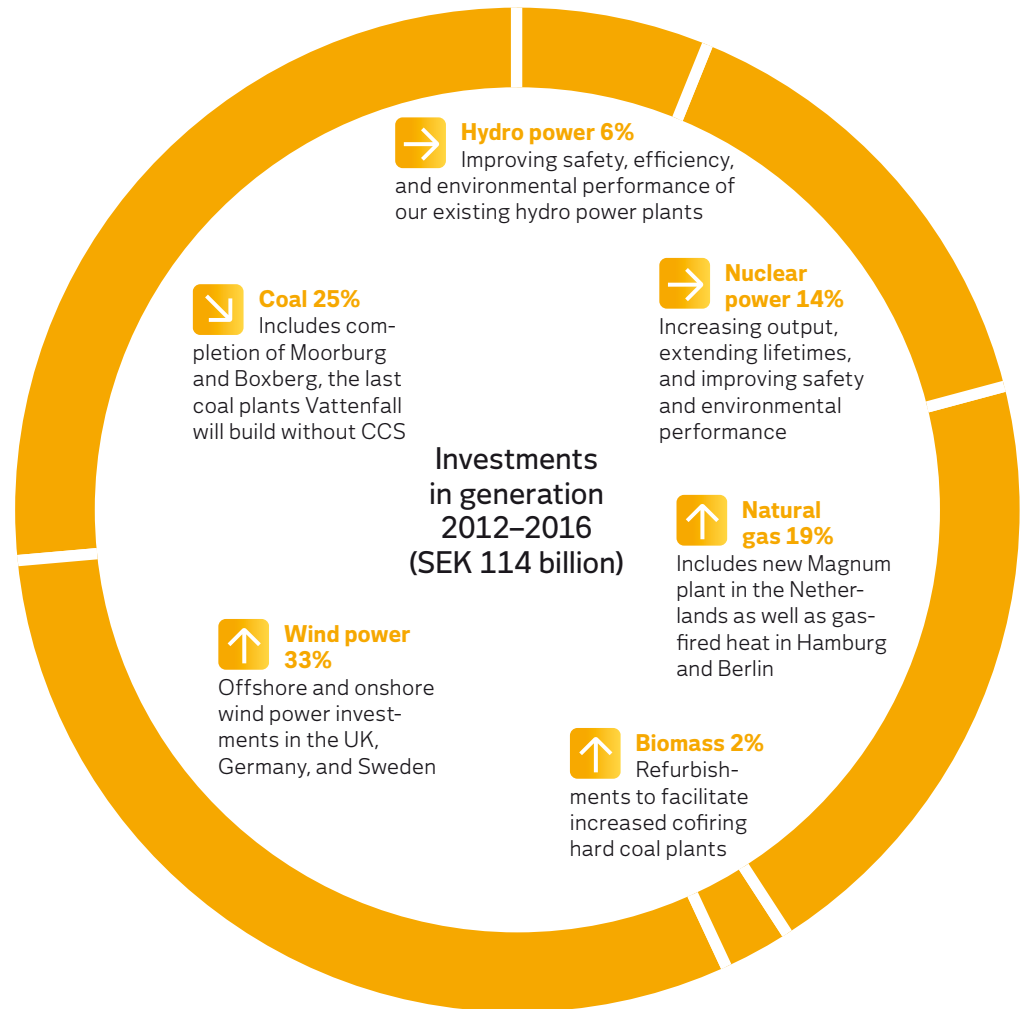 Hydro power 6%
Improving safety, efficiency,
and environmental performance of
our existing hydro power plants
Nuclear
power 14%
Increasing output,
extending lifetimes,
and improving safety
and environmental
performance
Natural
gas 19%
Includes new Magnum
plant in the Nether-
lands as well as gas-
fired heat in Hamburg
and Berlin
Biomass 2%
Refurbish-
ments to facilitate
increased cofiring
hard coal plants
Wind power
33%
Offshore and onshore
wind power invest-
ments in the UK,
Germany, and Sweden
Coal 25%
Includes com-
pletion of Moorburg
and Boxberg, the last
coal plants Vattenfall
will build without CCS
Investments
in generation
2012–2016
(SEK 114 billion)